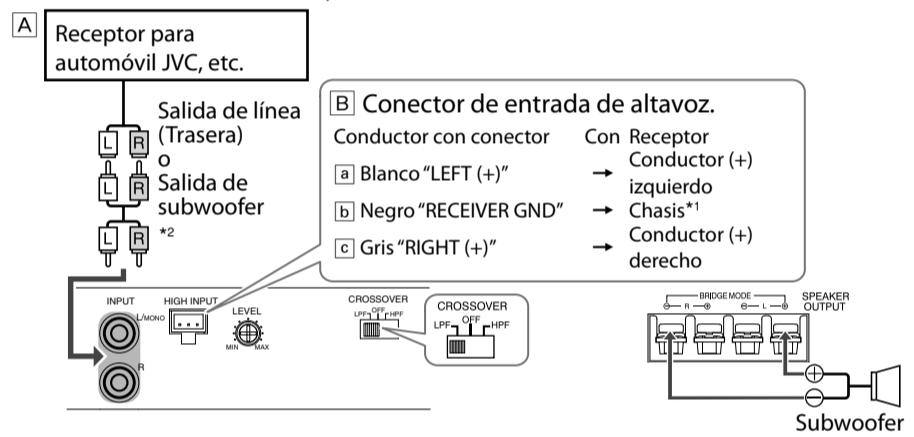 A
Receptor para
automóvil JVC, etc.
Salida de línea
(Trasera)
o
Salida de
subwoofer
*2
L R
L R
L R
B Conector de entrada de altavoz.
Conductor con conector Con Receptor
a Blanco “LEFT (+)” → Conductor (+)
izquierdo
b Negro “RECEIVER GND” → Chasis*1
c Gris “RIGHT (+)” → Conductor (+)
derecho
INPUT
L/MONO
R
HIGH INPUT
LEVEL
MIN MAX
CROSSOVER
LPF OFF HPF
CROSSOVER
LPF OFF HPF
BRIDGE MODE
⊖ R ⊕ ⊖ L ⊕
SPEAKER
OUTPUT
+
−
Subwoofer